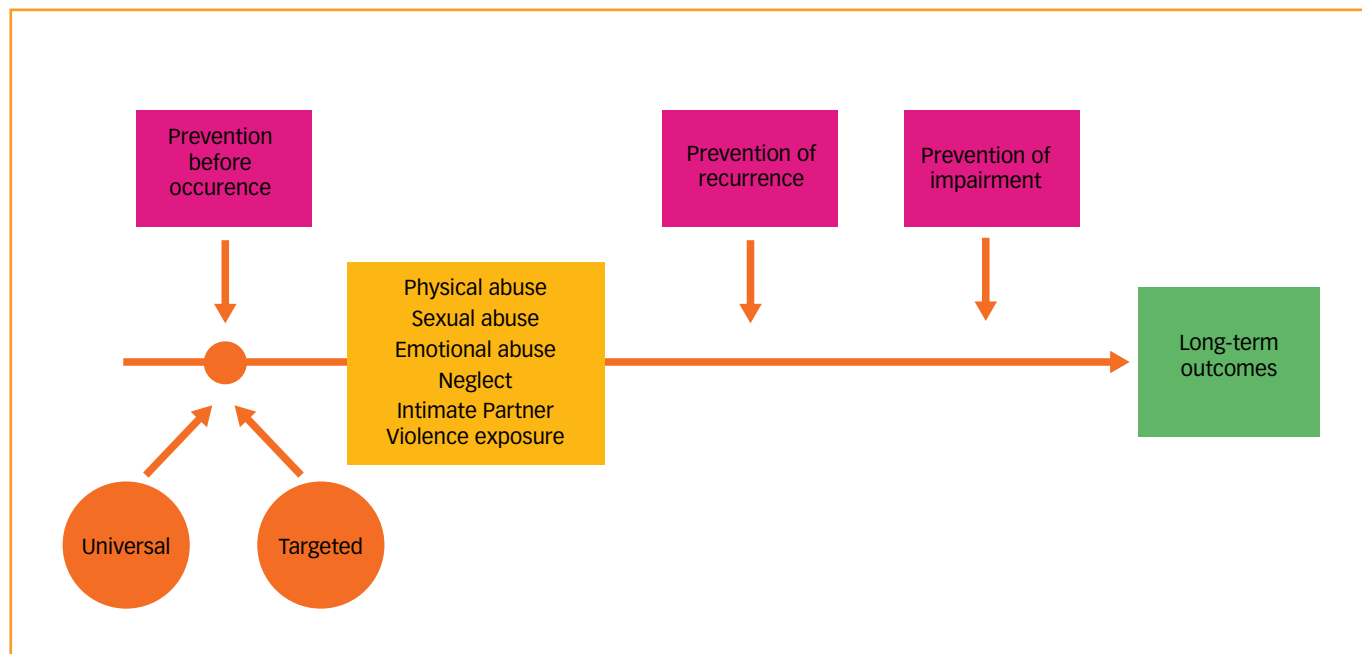 Prevention
before
occurence
Prevention of
recurrence
Prevention of
impairment
Physical abuse
Sexual abuse
Emotional abuse
Neglect
Intimate Partner
Violence exposure
Long-term
outcomes
Universal
Targeted